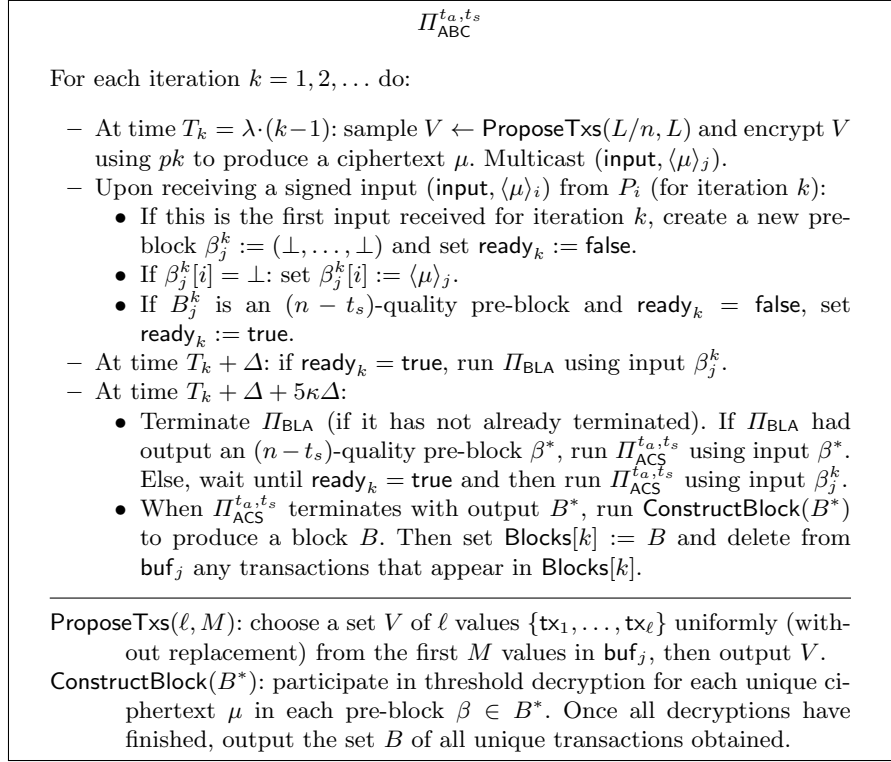 Π_ABC^{t_a,t_s}
For each iteration k = 1, 2, . . . do:
– At time T_k = λ·(k−1): sample V ← ProposeTxs(L/n, L) and encrypt V
using pk to produce a ciphertext μ. Multicast (input, ⟨μ⟩_j).
– Upon receiving a signed input (input, ⟨μ⟩_i) from P_i (for iteration k):
• If this is the first input received for iteration k, create a new pre-
block β_j^k := (⊥, . . . , ⊥) and set ready_k := false.
• If β_j^k[i] = ⊥: set β_j^k[i] := ⟨μ⟩_j.
• If B_j^k is an (n − t_s)-quality pre-block and ready_k = false, set
ready_k := true.
– At time T_k + Δ: if ready_k = true, run Π_BLA using input β_j^k.
– At time T_k + Δ + 5κΔ:
• Terminate Π_BLA (if it has not already terminated). If Π_BLA had
output an (n − t_s)-quality pre-block β*, run Π_ACS^{t_a,t_s} using input β*.
Else, wait until ready_k = true and then run Π_ACS^{t_a,t_s} using input β_j^k.
• When Π_ACS^{t_a,t_s} terminates with output B*, run ConstructBlock(B*)
to produce a block B. Then set Blocks[k] := B and delete from
buf_j any transactions that appear in Blocks[k].
ProposeTxs(ℓ, M): choose a set V of ℓ values {tx_1, . . . , tx_ℓ} uniformly (with-
out replacement) from the first M values in buf_j, then output V.
ConstructBlock(B*): participate in threshold decryption for each unique ci-
phertext μ in each pre-block β ∈ B*. Once all decryptions have
finished, output the set B of all unique transactions obtained.